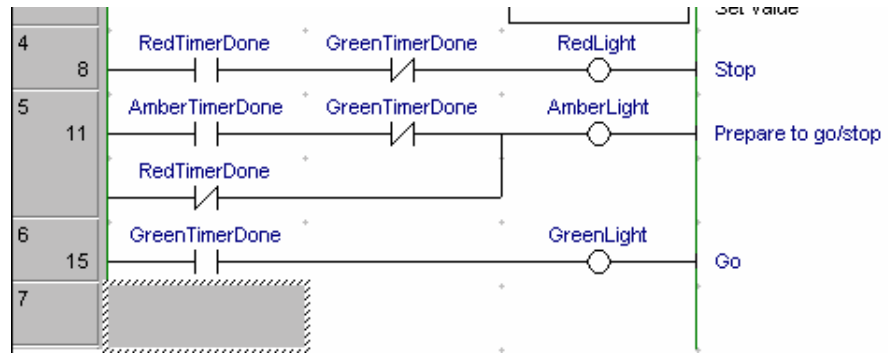 Set Value
4 RedTimerDone GreenTimerDone RedLight
8 Stop
5 AmberTimerDone GreenTimerDone AmberLight
11 Prepare to go/stop
RedTimerDone
6 GreenTimerDone GreenLight
15 Go
7